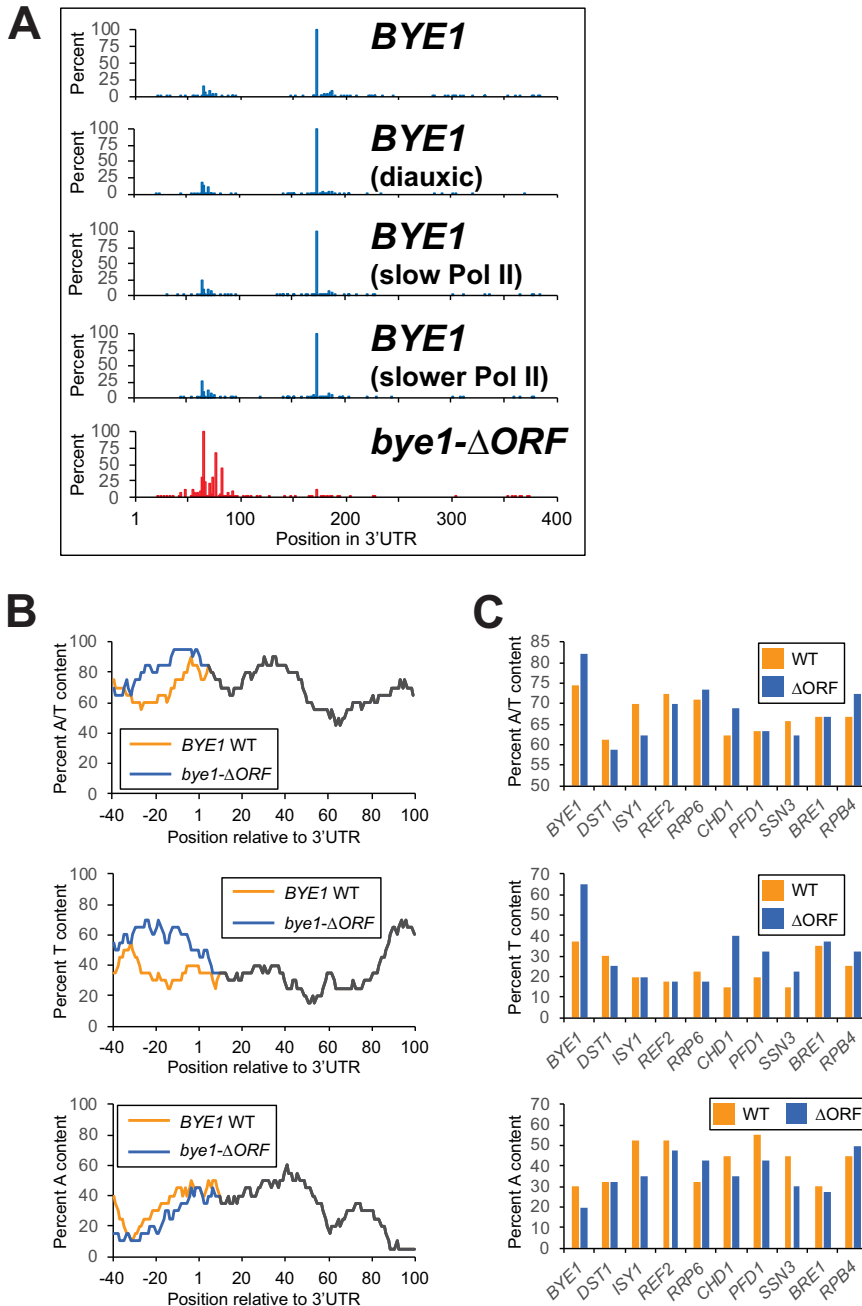 A
BYE1
Percent
100
75
50
25
0
BYE1
(diauxic)
Percent
100
75
50
25
0
BYE1
(slow Pol II)
Percent
100
75
50
25
0
BYE1
(slower Pol II)
Percent
100
75
50
25
0
bye1-ΔORF
Percent
100
75
50
25
0
1 100 200 300 400
Position in 3'UTR
B
Percent A/T content
100
80
60
40
20
0
BYE1 WT
bye1-ΔORF
-40 -20 1 20 40 60 80 100
Position relative to 3'UTR
Percent T content
100
80
60
40
20
0
BYE1 WT
bye1-ΔORF
-40 -20 1 20 40 60 80 100
Position relative to 3'UTR
Percent A content
100
80
60
40
20
0
BYE1 WT
bye1-ΔORF
-40 -20 1 20 40 60 80 100
Position relative to 3'UTR
C
Percent A/T content
85
80
75
70
65
60
55
50
WT
ΔORF
BYE1 DST1 ISY1 REF2 RRP6 CHD1 PFD1 SSN3 BRE1 RPB4
Percent T content
70
60
50
40
30
20
10
0
WT
ΔORF
BYE1 DST1 ISY1 REF2 RRP6 CHD1 PFD1 SSN3 BRE1 RPB4
Percent A content
70
60
50
40
30
20
10
0
WT ΔORF
BYE1 DST1 ISY1 REF2 RRP6 CHD1 PFD1 SSN3 BRE1 RPB4